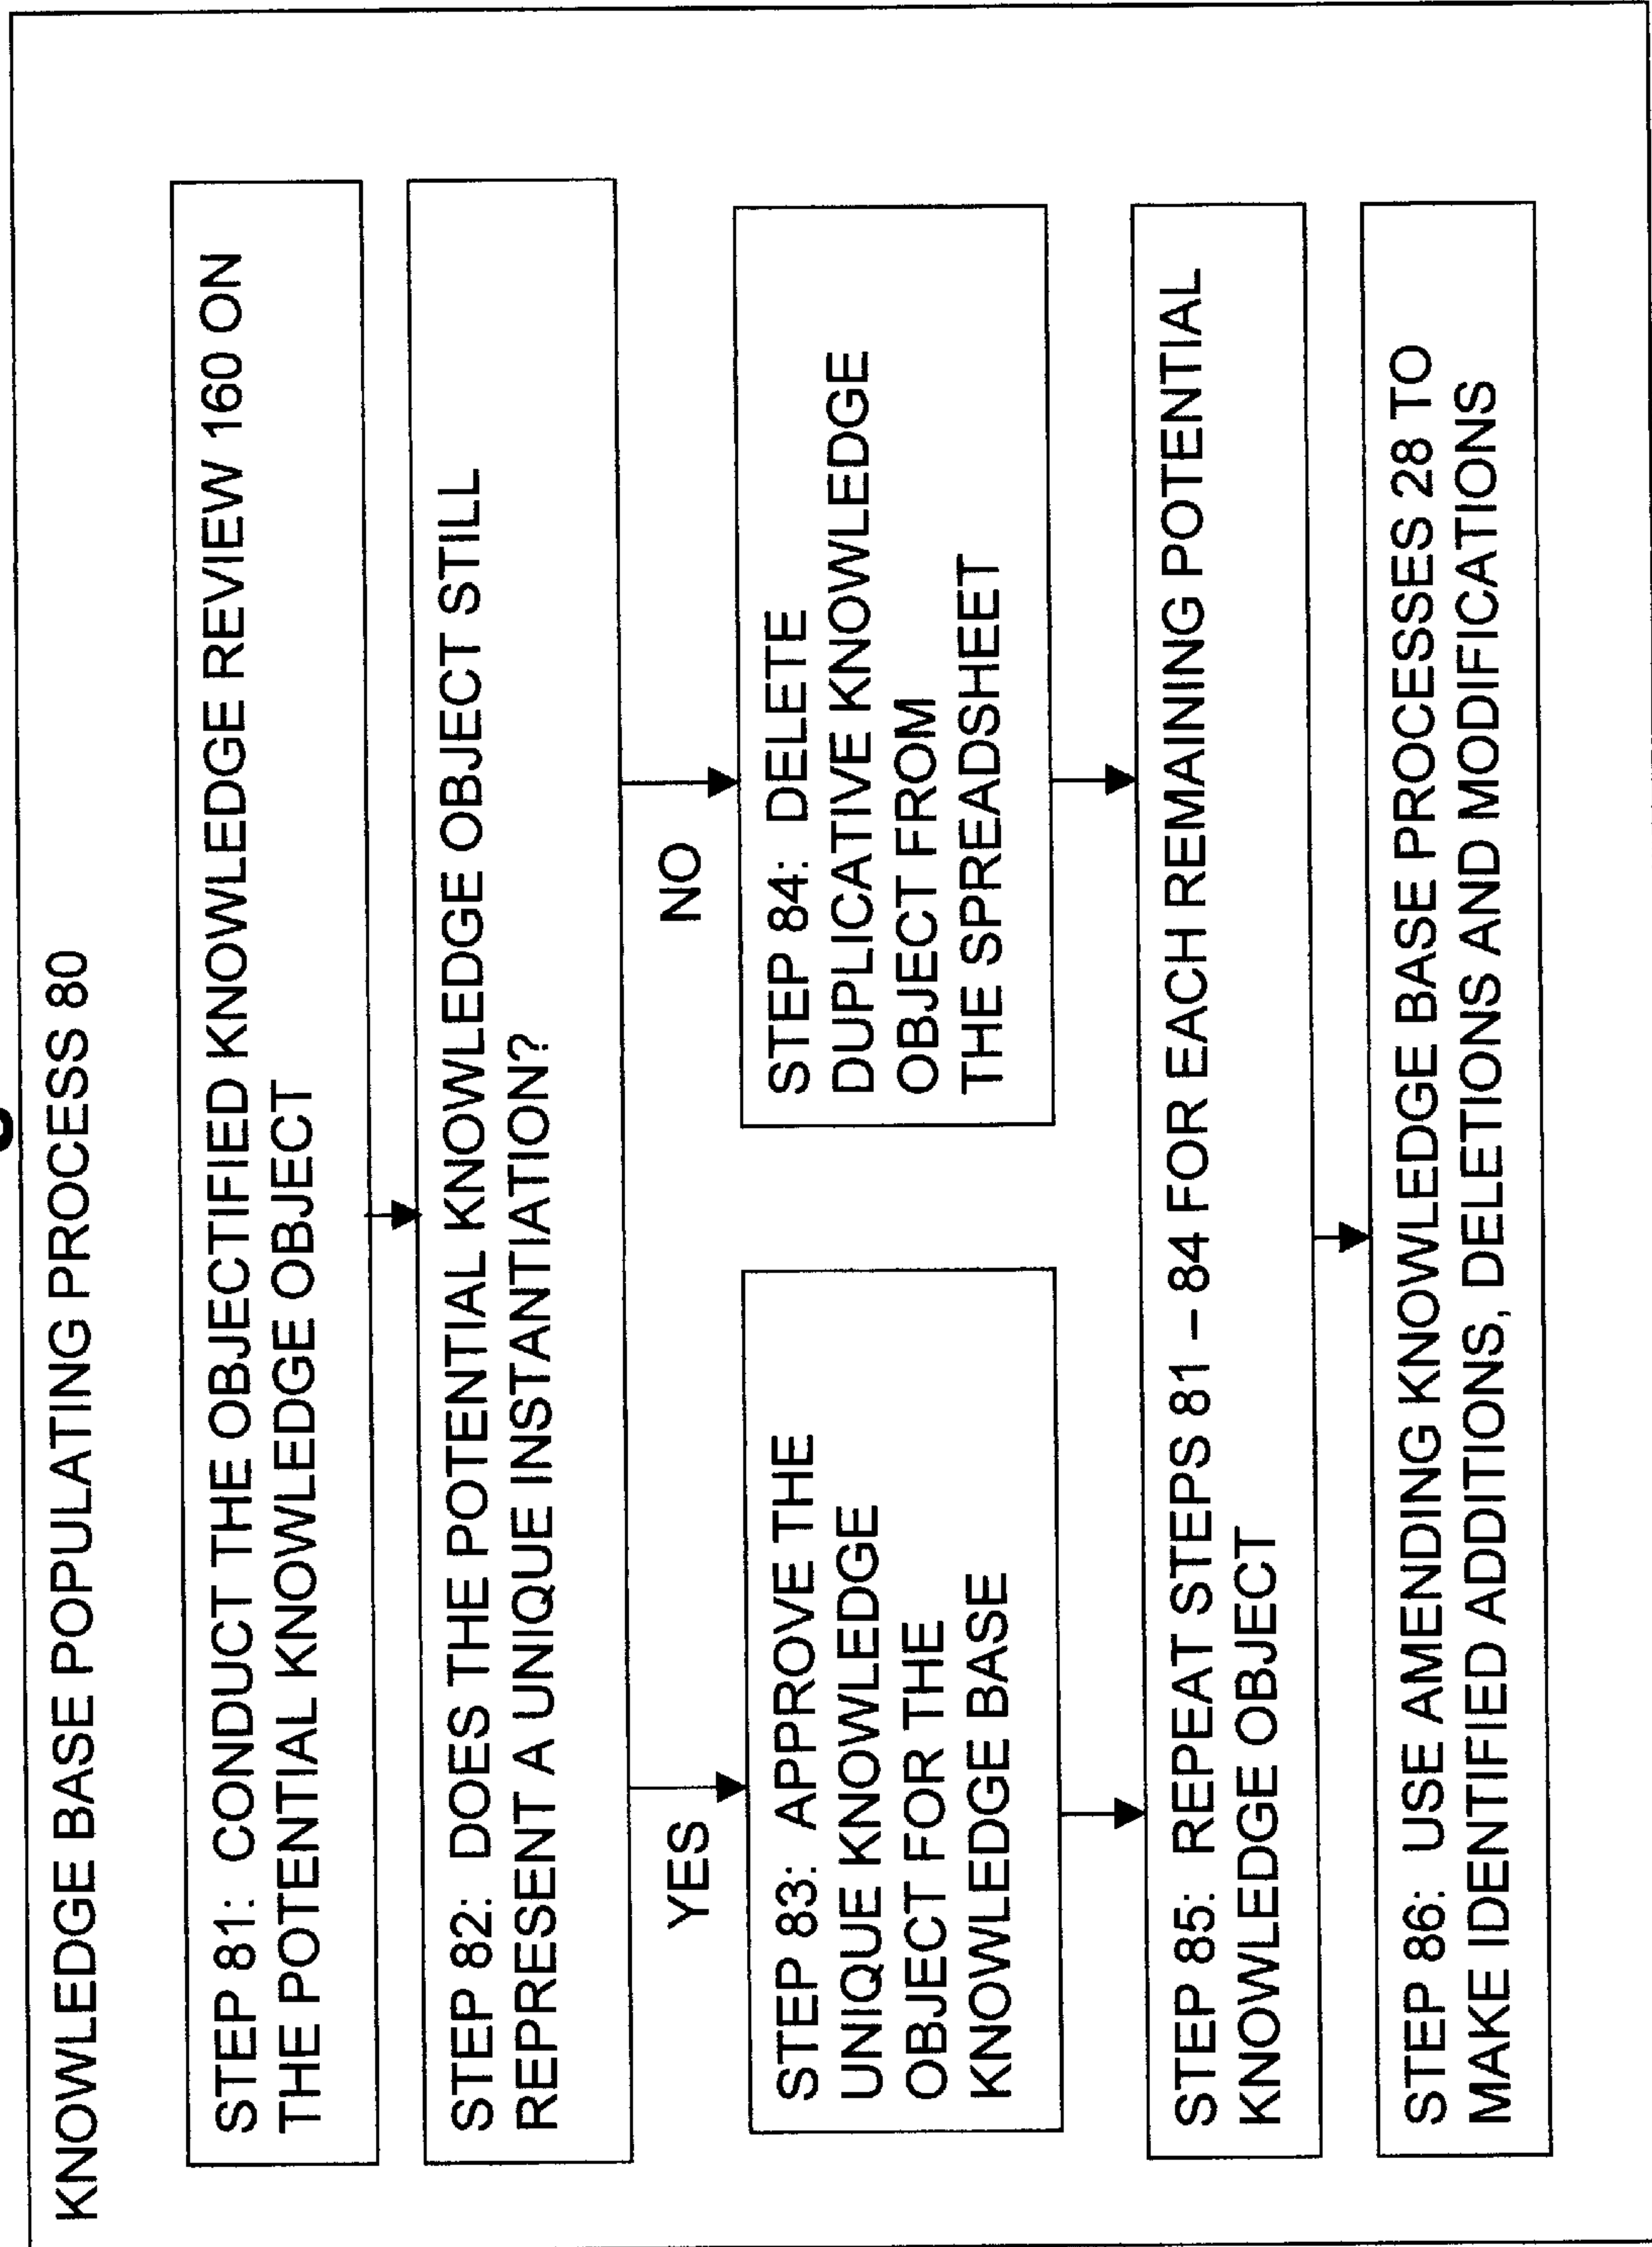 KNOWLEDGE BASE POPULATING PROCESS 80
STEP 81: CONDUCT THE OBJECTIFIED KNOWLEDGE REVIEW 160 ON
THE POTENTIAL KNOWLEDGE OBJECT
STEP 82: DOES THE POTENTIAL KNOWLEDGE OBJECT STILL
REPRESENT A UNIQUE INSTANTIATION?
YES
NO
STEP 83: APPROVE THE
UNIQUE KNOWLEDGE
OBJECT FOR THE
KNOWLEDGE BASE
STEP 84: DELETE
DUPLICATIVE KNOWLEDGE
OBJECT FROM
THE SPREADSHEET
STEP 85: REPEAT STEPS 81 – 84 FOR EACH REMAINING POTENTIAL
KNOWLEDGE OBJECT
STEP 86: USE AMENDING KNOWLEDGE BASE PROCESSES 28 TO
MAKE IDENTIFIED ADDITIONS, DELETIONS AND MODIFICATIONS